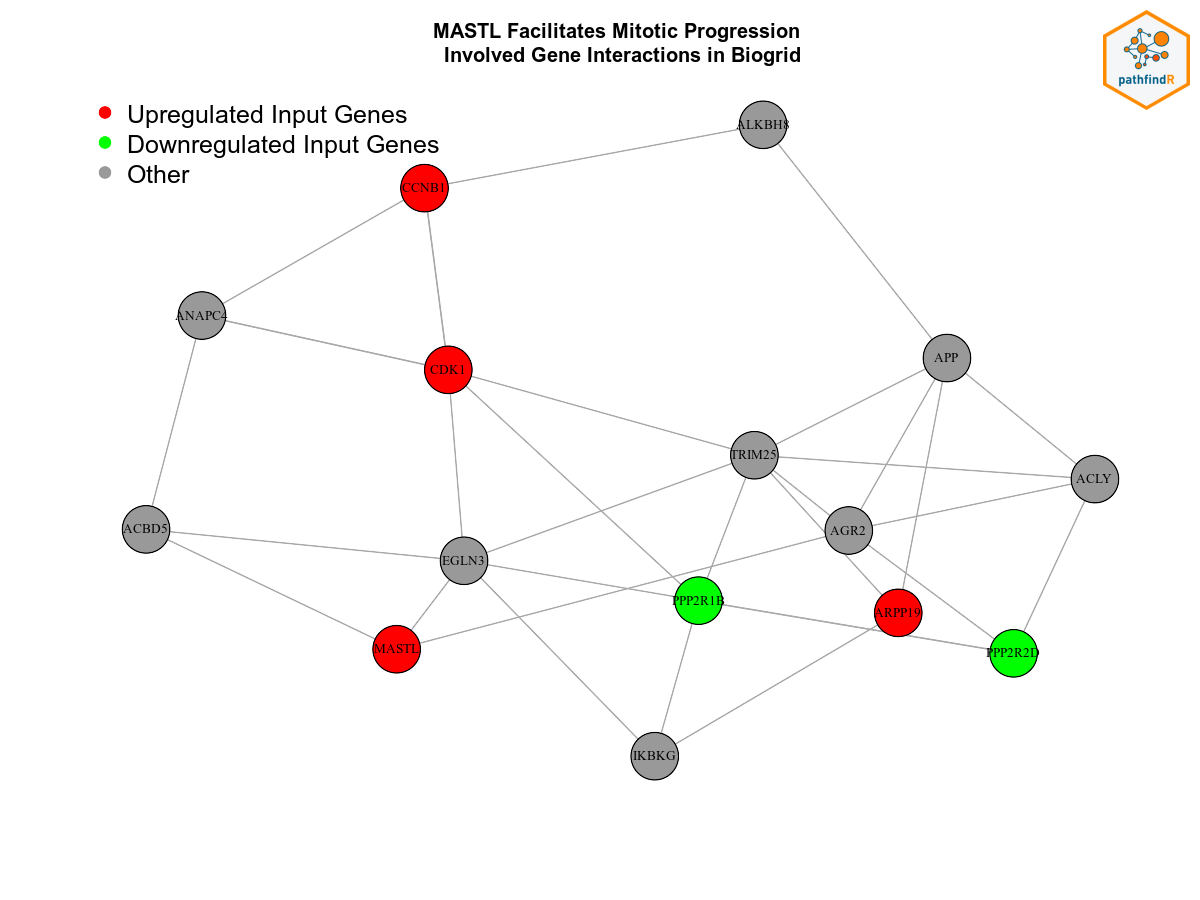 MASTL Facilitates Mitotic Progression
Involved Gene Interactions in Biogrid
pathfindR
Upregulated Input Genes
Downregulated Input Genes
Other
ALKBH8
CCNB1
ANAPC4
APP
CDK1
TRIM25
ACLY
ACBD5
AGR2
EGLN3
PPP2R1B
ARPP19
MASTL
PPP2R2D
IKBKG